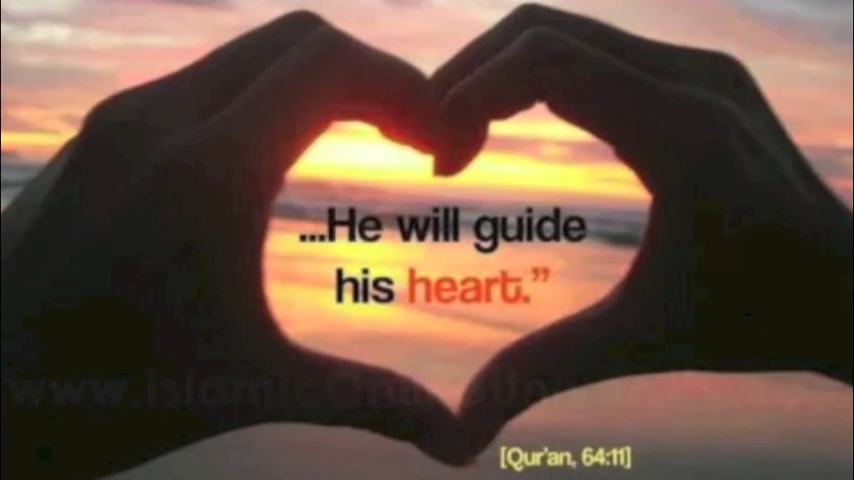 ...He will guide
his heart.”
[Qur'an, 64:11]